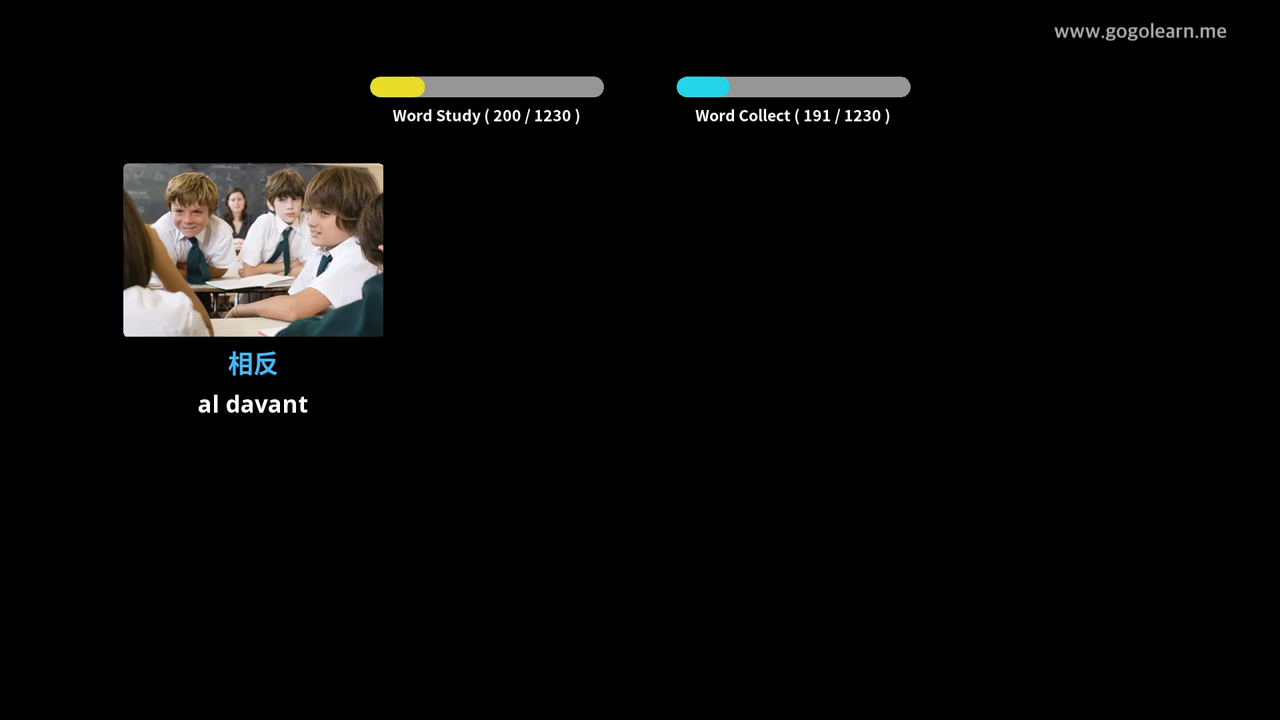 www.gogolearn.me
Word Study ( 200 / 1230 )
Word Collect ( 191 / 1230 )
相反
al davant